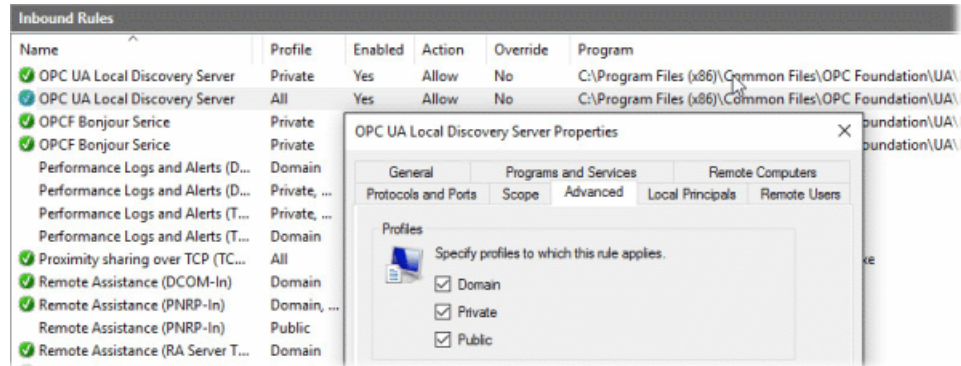 Inbound Rules
Name Profile Enabled Action Override Program
OPC UA Local Discovery Server Private Yes Allow No C:\Program Files (x86)\Common Files\OPC Foundation\UA\
OPC UA Local Discovery Server All Yes Allow No C:\Program Files (x86)\Common Files\OPC Foundation\UA\
OPCF Bonjour Serice Private oundation\UA\
OPCF Bonjour Serice Private oundation\UA\
Performance Logs and Alerts (D... Domain
Performance Logs and Alerts (D... Private, ...
Performance Logs and Alerts (T... Private, ...
Performance Logs and Alerts (T... Domain
Proximity sharing over TCP (TC... All xe
Remote Assistance (DCOM-In) Domain
Remote Assistance (PNRP-In) Domain, ...
Remote Assistance (PNRP-In) Public
Remote Assistance (RA Server T... Domain
OPC UA Local Discovery Server Properties
General Programs and Services Remote Computers
Protocols and Ports Scope Advanced Local Principals Remote Users
Profiles
Specify profiles to which this rule applies.
Domain
Private
Public